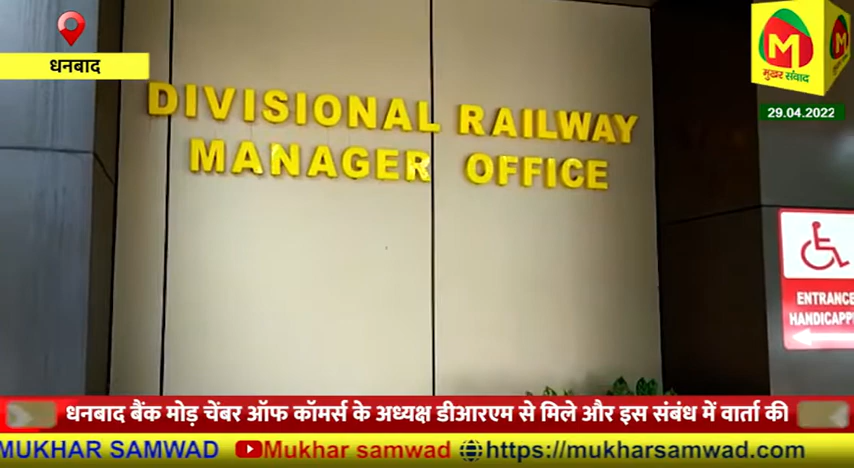 धनबाद
M
मुखर संवाद
29.04.2022
DIVISIONAL RAILWAY
MANAGER OFFICE
ENTRANCE
HANDICAPP
धनबाद बैंक मोड़ चेंबर ऑफ कॉमर्स के अध्यक्ष डीआरएम से मिले और इस संबंध में वार्ता की
MUKHAR SAMWAD Mukhar samwad https://mukharsamwad.com